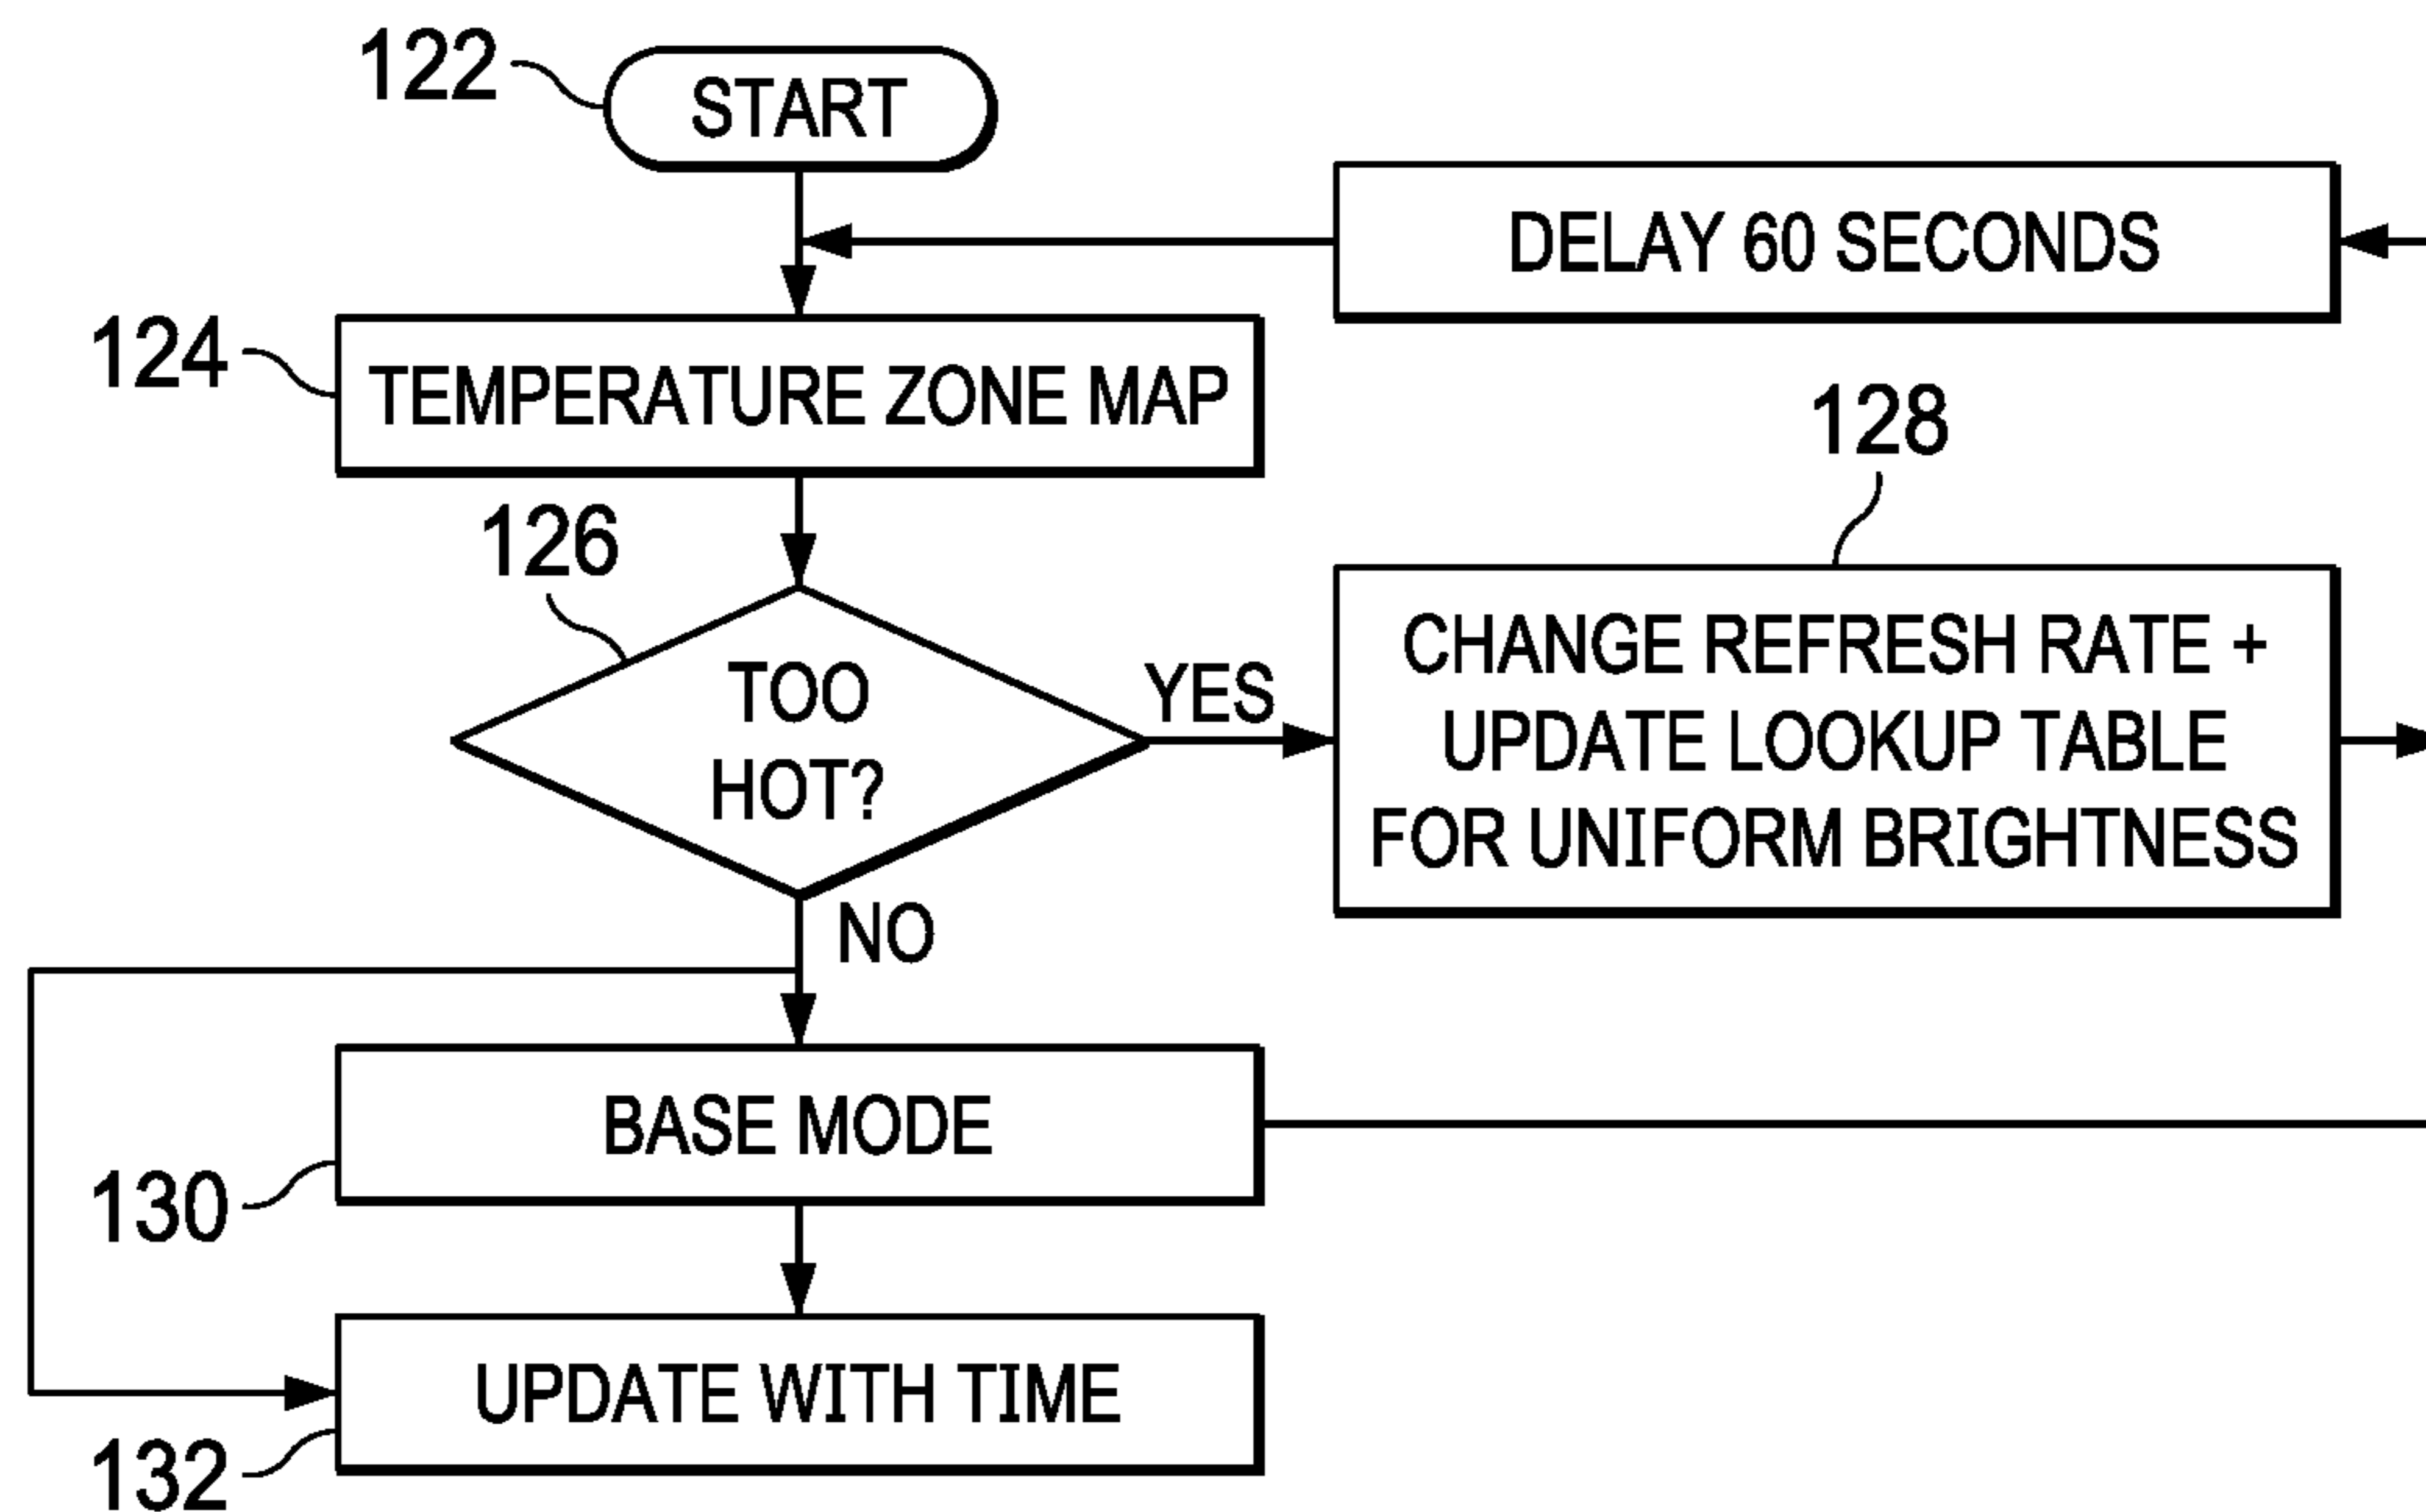 122
START
DELAY 60 SECONDS
124
TEMPERATURE ZONE MAP
128
126
TOO
HOT?
YES
CHANGE REFRESH RATE +
UPDATE LOOKUP TABLE
FOR UNIFORM BRIGHTNESS
NO
BASE MODE
130
UPDATE WITH TIME
132